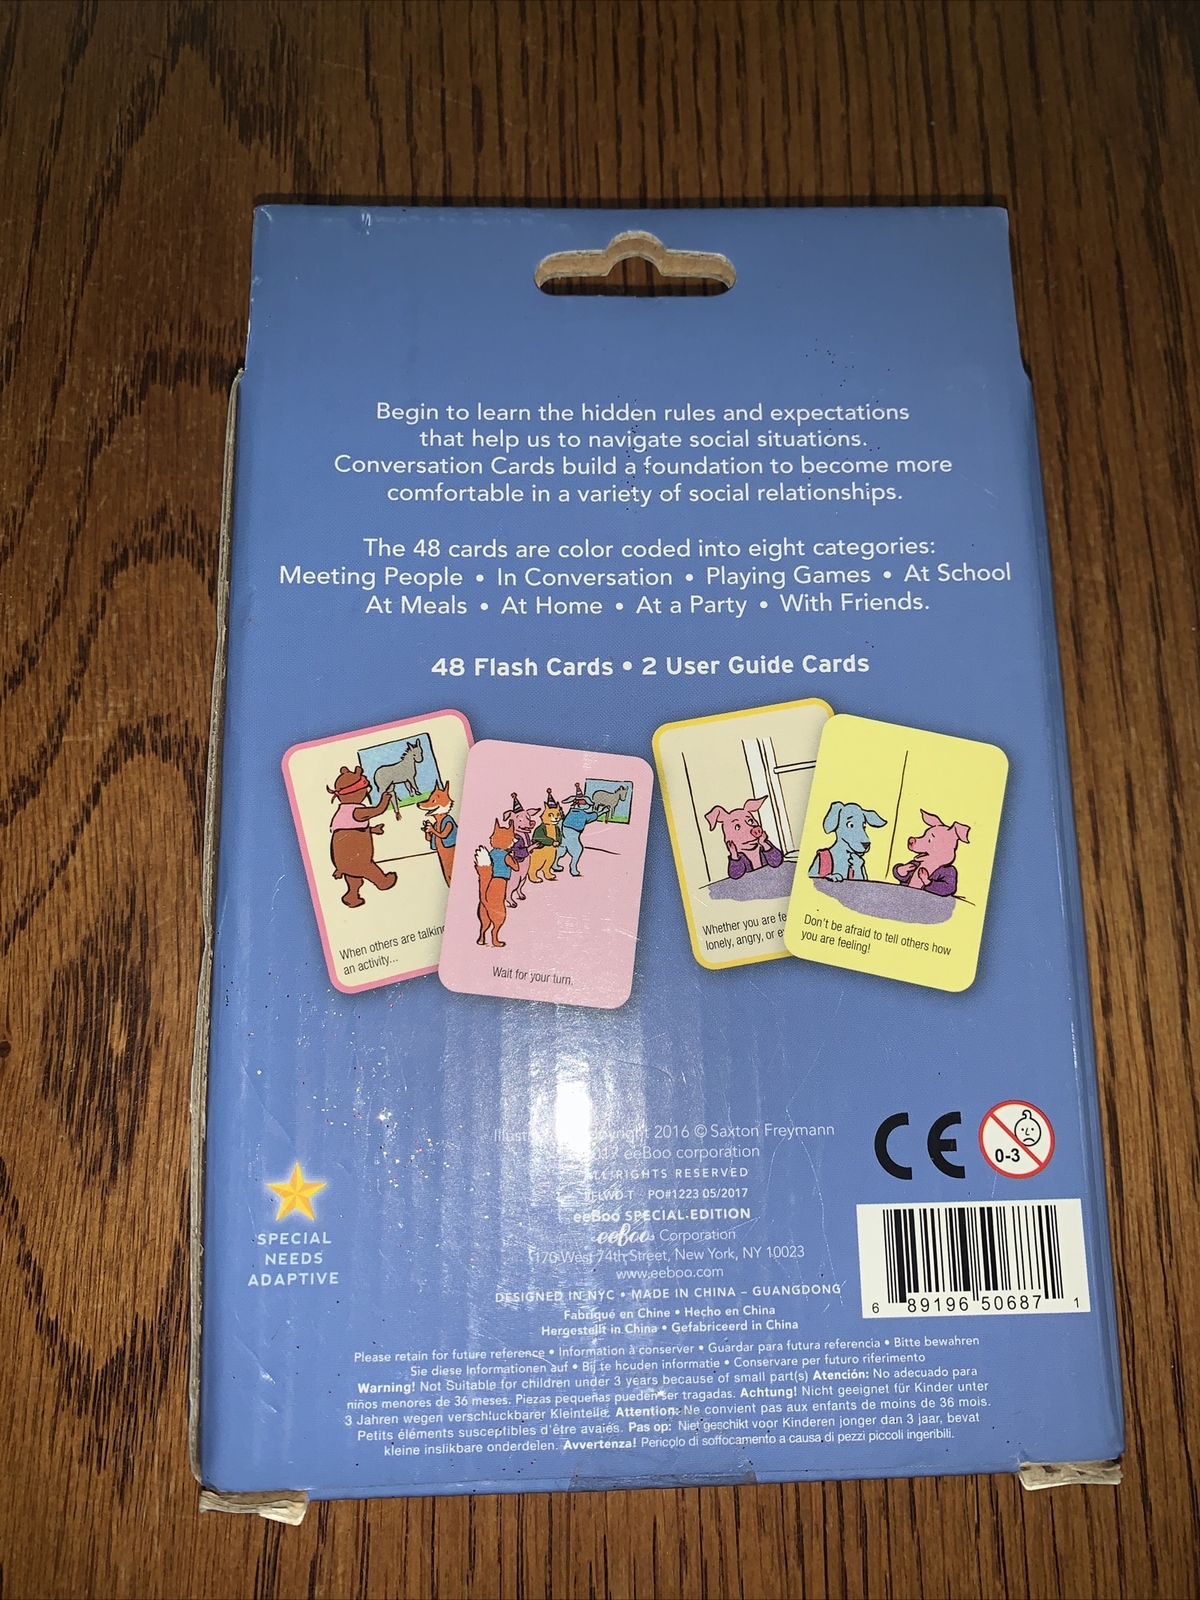 Begin to learn the hidden rules and expectations
that help us to navigate social situations.
Conversation Cards build a foundation to become more
comfortable in a variety of social relationships.
The 48 cards are color coded into eight categories:
Meeting People • In Conversation • Playing Games • At School
At Meals • At Home • At a Party • With Friends.
48 Flash Cards • 2 User Guide Cards
When others are talking
an activity...
Wait for your turn.
Whether you are
lonely, angry, or
Don't be afraid to tell others how
you are feeling!
2016 © Saxton Freymann
eeBoo corporation
ALL RIGHTS RESERVED
PO#1223 05/2017
eeBoo SPECIAL EDITION
eeboo Corporation
170 West 74th Street, New York, NY 10023
www.eeboo.com
DESIGNED IN NYC • MADE IN CHINA – GUANGDONG
Fabriqué en Chine • Hecho en China
Hergestellt in China • Gefabriceerd in China
SPECIAL
NEEDS
ADAPTIVE
CE
0-3
6 89196 50687 1
Please retain for future reference • Information à conserver • Guardar para futura referencia • Bitte bewahren
Sie diese Informationen auf • Bij te houden informatie • Conservare per futuro riferimento
Warning! Not Suitable for children under 3 years because of small part(s) Atención: No adecuado para
niños menores de 36 meses. Piezas pequeñas pueden ser tragadas. Achtung! Nicht geeignet für Kinder unter
3 Jahren wegen verschluckbarer Kleinteile. Attention: Ne convient pas aux enfants de moins de 36 mois.
Petits éléments susceptibles d'être avalés. Pas op: Niet geschikt voor Kinderen jonger dan 3 jaar, bevat
kleine inslikbare onderdelen. Avvertenza! Pericolo di soffocamento a causa di pezzi piccoli ingeribili.